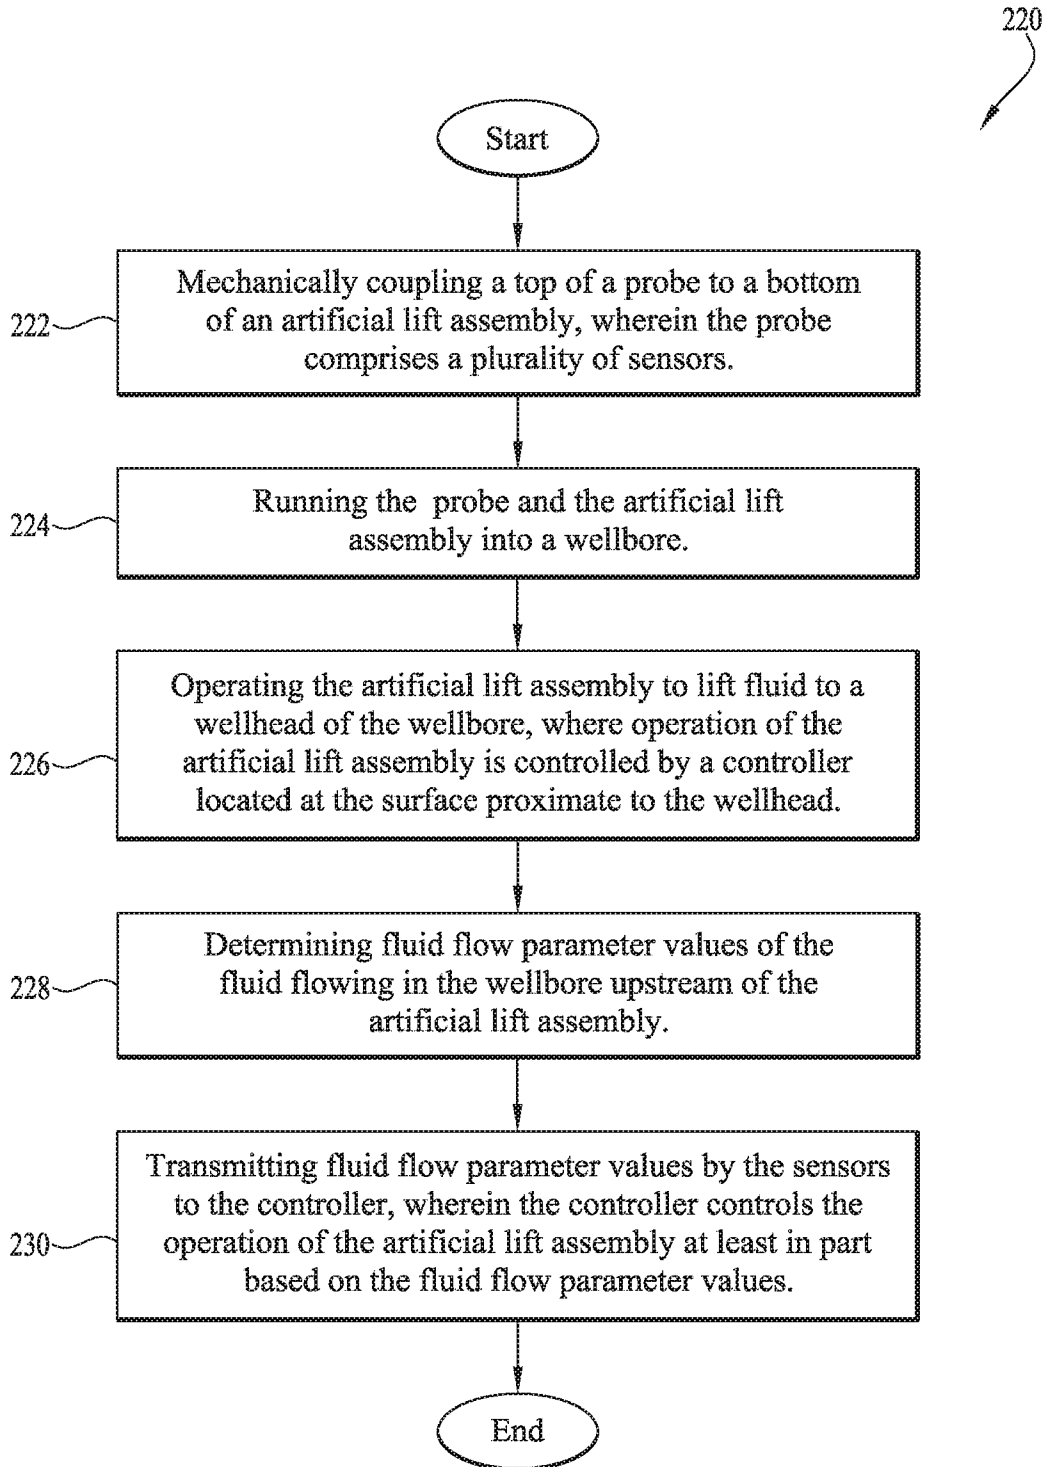 220
Start
Mechanically coupling a top of a probe to a bottom
of an artificial lift assembly, wherein the probe
comprises a plurality of sensors.
222
Running the probe and the artificial lift
assembly into a wellbore.
224
Operating the artificial lift assembly to lift fluid to a
wellhead of the wellbore, where operation of the
artificial lift assembly is controlled by a controller
located at the surface proximate to the wellhead.
226
Determining fluid flow parameter values of the
fluid flowing in the wellbore upstream of the
artificial lift assembly.
228
Transmitting fluid flow parameter values by the sensors
to the controller, wherein the controller controls the
operation of the artificial lift assembly at least in part
based on the fluid flow parameter values.
230
End